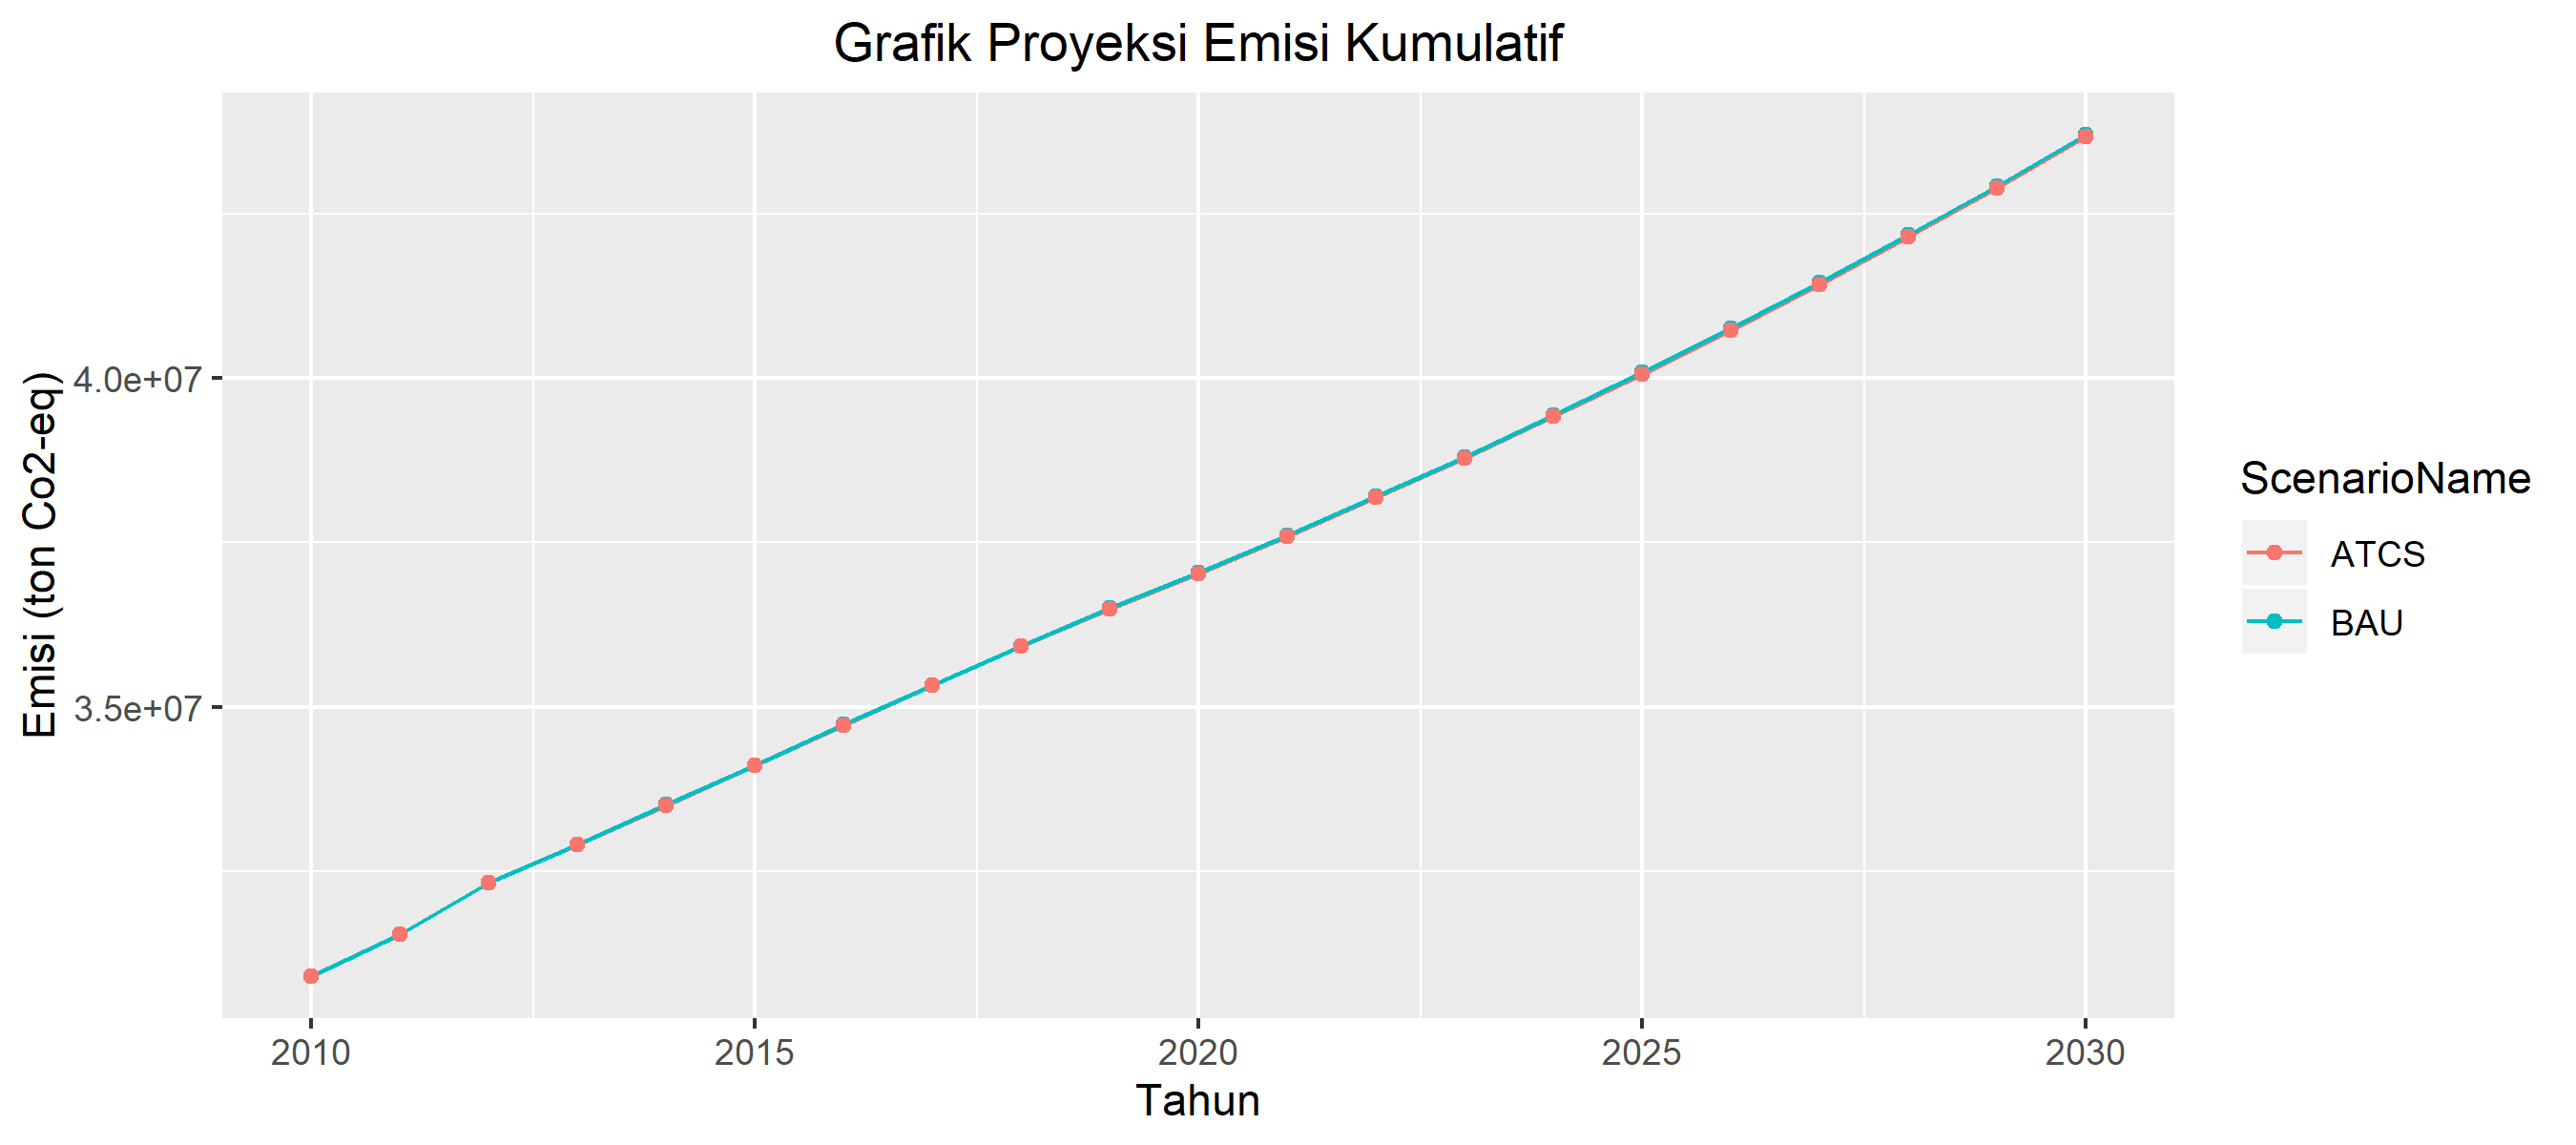 Grafik Proyeksi Emisi Kumulatif
Emisi (ton Co2-eq)
4.0e+07
3.5e+07
2010
2015
2020
2025
2030
Tahun
ScenarioName
ATCS
BAU